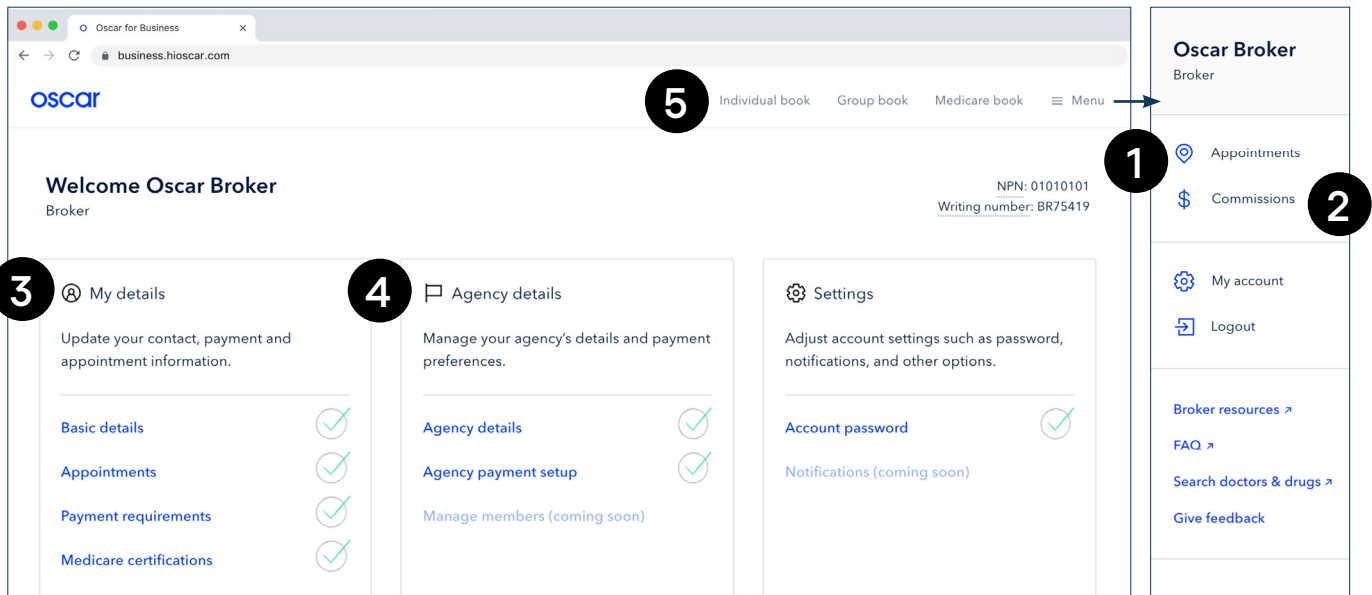 Oscar for Business
business.hioscar.com
oscar
5
Individual book
Group book
Medicare book
Menu
Welcome Oscar Broker
Broker
NPN: 01010101
Writing number: BR75419
3
My details
Update your contact, payment and
appointment information.
Basic details
Appointments
Payment requirements
Medicare certifications
4
Agency details
Manage your agency’s details and payment
preferences.
Agency details
Agency payment setup
Manage members (coming soon)
Settings
Adjust account settings such as password,
notifications, and other options.
Account password
Notifications (coming soon)
Oscar Broker
Broker
1
Appointments
Commissions
2
My account
Logout
Broker resources
FAQ
Search doctors & drugs
Give feedback